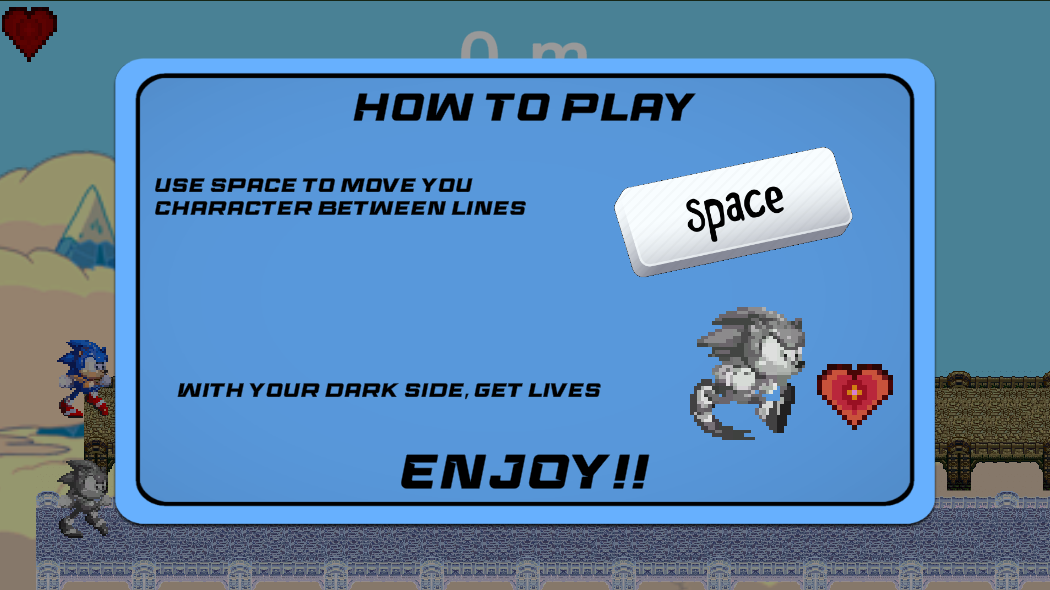 0 m
HOW TO PLAY
USE SPACE TO MOVE YOU
CHARACTER BETWEEN LINES
space
WITH YOUR DARK SIDE, GET LIVES
ENJOY!!